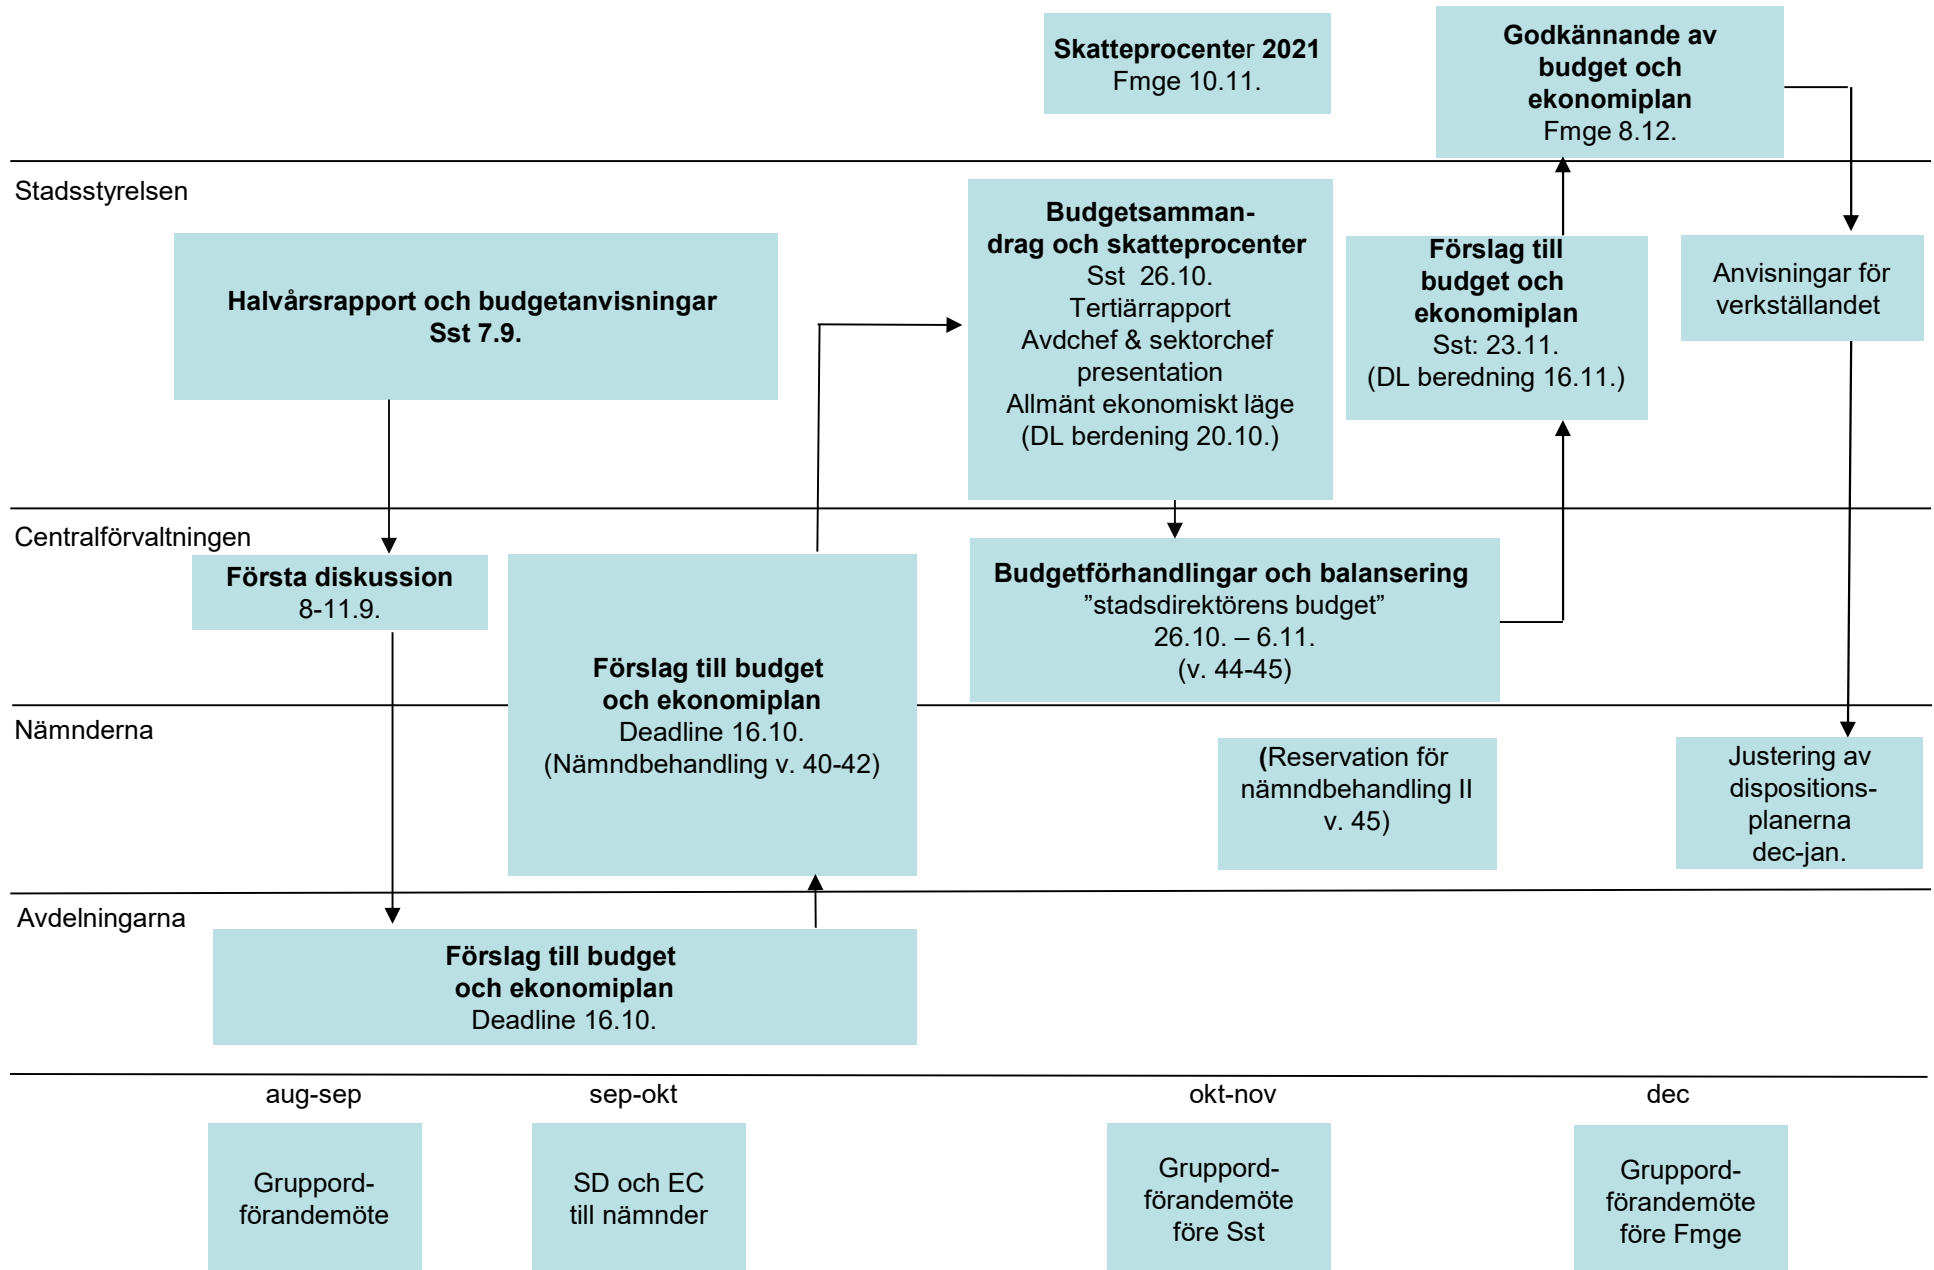 Skatteprocenter 2021
Fmge 10.11.
Godkännande av
budget och
ekonomiplan
Fmge 8.12.
Stadsstyrelsen
Halvårsrapport och budgetanvisningar
Sst 7.9.
Budgetsamman-
drag och skatteprocenter
Sst  26.10.
Tertiärrapport
Avdchef & sektorchef
presentation
Allmänt ekonomiskt läge
(DL berdening 20.10.)
Förslag till
budget och
ekonomiplan
Sst: 23.11.
(DL beredning 16.11.)
Anvisningar för
verkställandet
Centralförvaltningen
Första diskussion
8-11.9.
Förslag till budget
och ekonomiplan
Deadline 16.10.
(Nämndbehandling v. 40-42)
Budgetförhandlingar och balansering
”stadsdirektörens budget”
26.10. – 6.11.
(v. 44-45)
Nämnderna
(Reservation för
nämndbehandling II
v. 45)
Justering av
dispositions-
planerna
dec-jan.
Avdelningarna
Förslag till budget
och ekonomiplan
Deadline 16.10.
aug-sep
sep-okt
okt-nov
dec
Gruppord-
förandemöte
SD och EC
till nämnder
Gruppord-
förandemöte
före Sst
Gruppord-
förandemöte
före Fmge